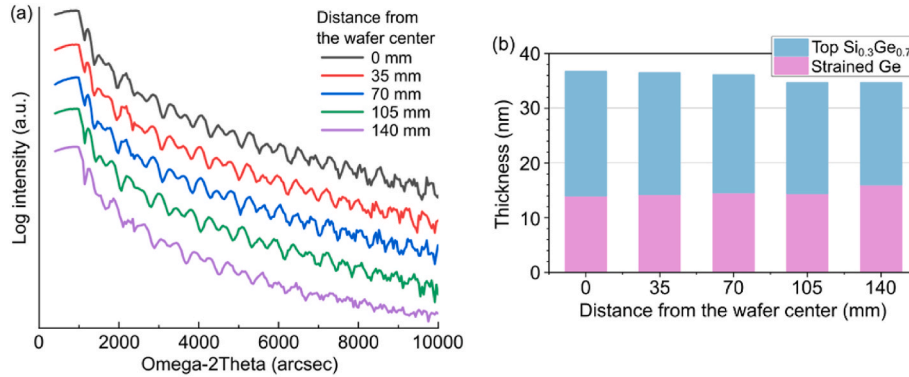 (a)
Distance from
the wafer center
0 mm
35 mm
70 mm
105 mm
140 mm
Log intensity (a.u.)
0 2000 4000 6000 8000 10000
Omega-2Theta (arcsec)
(b)
Top Si₀.₃Ge₀.₇
Strained Ge
40
30
20
10
0
Thickness (nm)
0 35 70 105 140
Distance from the wafer center (mm)